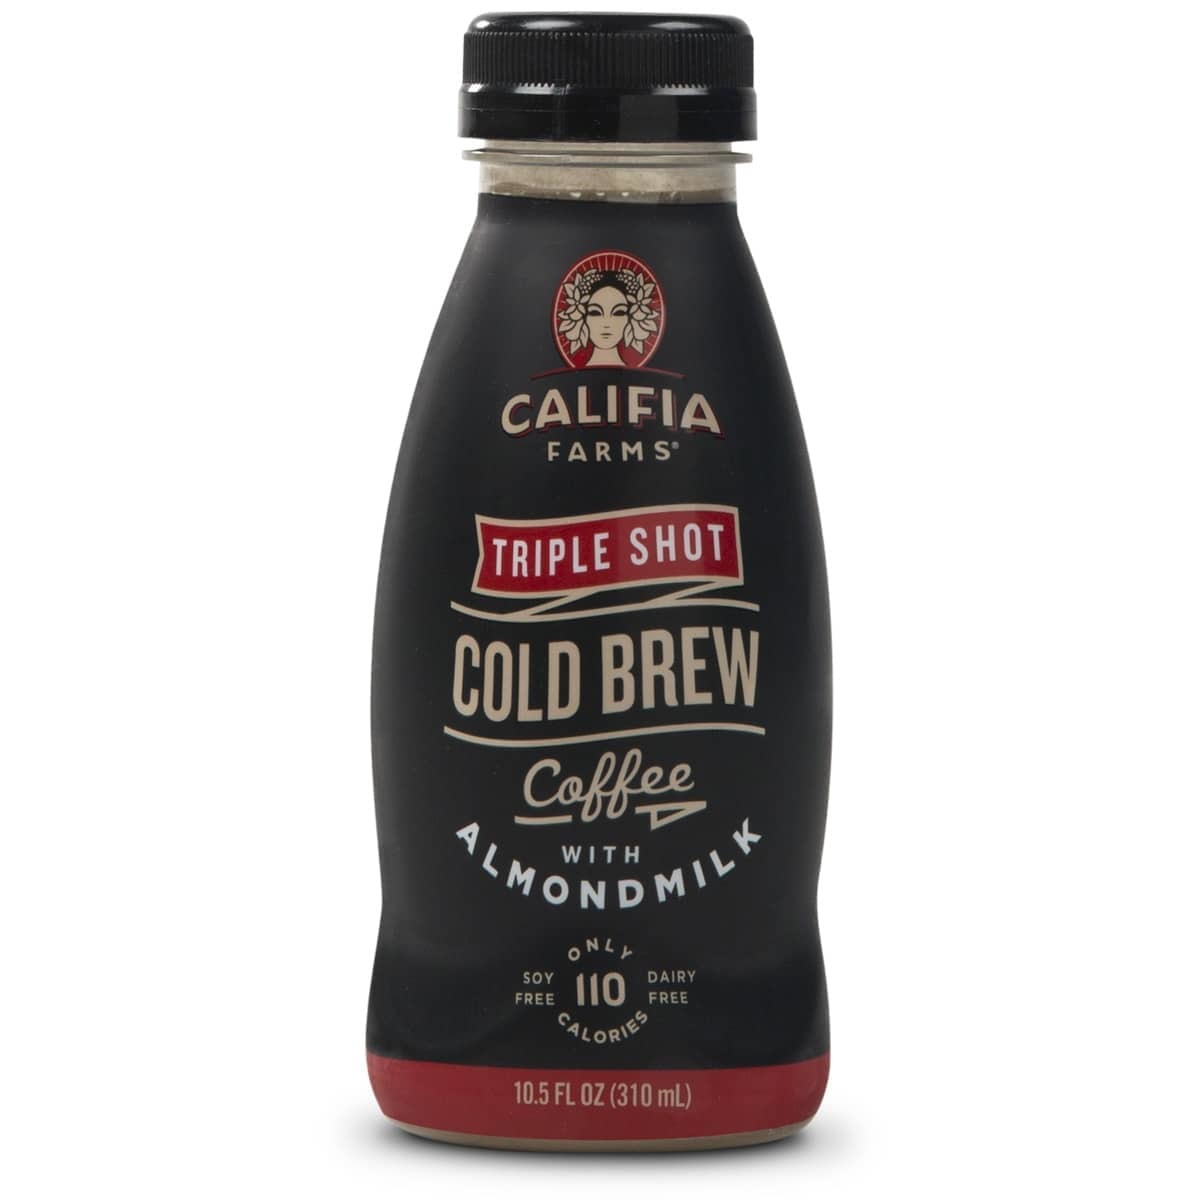 CALIFIA
FARMS®
TRIPLE SHOT
COLD BREW
Coffee
WITH
ALMONDMILK
SOY
FREE
ONLY
110
CALORIES
DAIRY
FREE
10.5 FL OZ (310 mL)